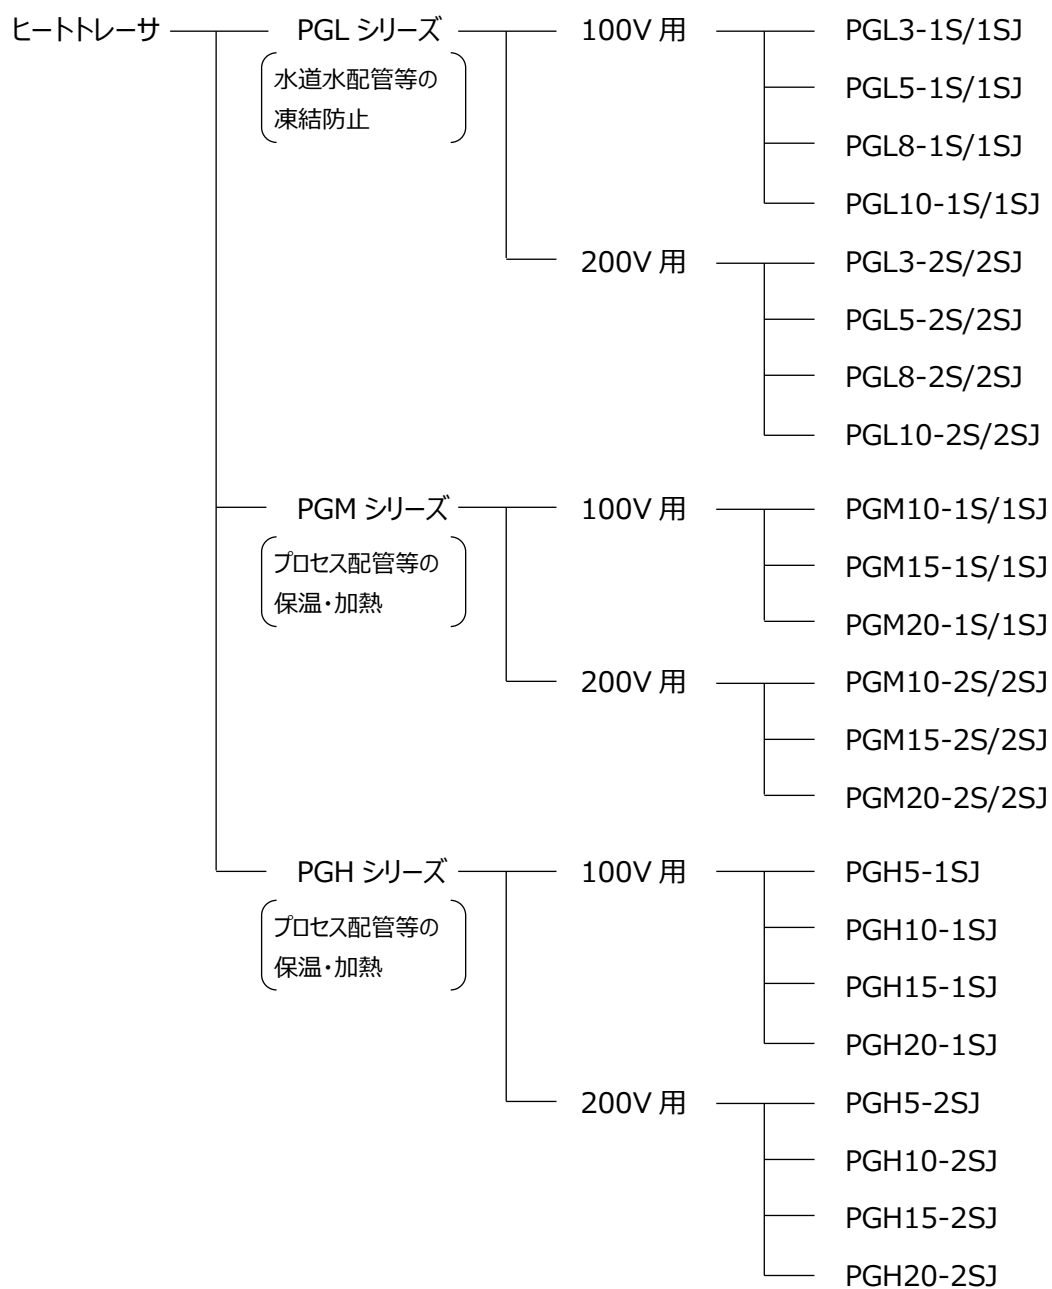 ヒートトレーサ
PGL シリーズ
水道水配管等の
凍結防止
100V 用
PGL3-1S/1SJ
PGL5-1S/1SJ
PGL8-1S/1SJ
PGL10-1S/1SJ
200V 用
PGL3-2S/2SJ
PGL5-2S/2SJ
PGL8-2S/2SJ
PGL10-2S/2SJ
PGM シリーズ
プロセス配管等の
保温・加熱
100V 用
PGM10-1S/1SJ
PGM15-1S/1SJ
PGM20-1S/1SJ
200V 用
PGM10-2S/2SJ
PGM15-2S/2SJ
PGM20-2S/2SJ
PGH シリーズ
プロセス配管等の
保温・加熱
100V 用
PGH5-1SJ
PGH10-1SJ
PGH15-1SJ
PGH20-1SJ
200V 用
PGH5-2SJ
PGH10-2SJ
PGH15-2SJ
PGH20-2SJ